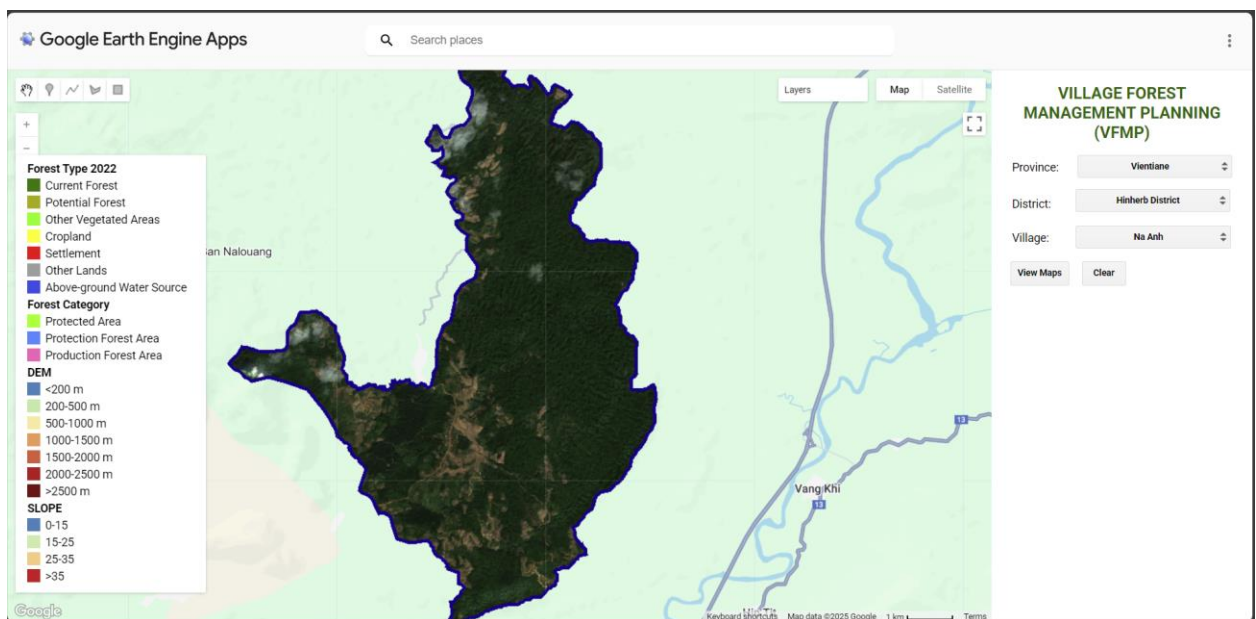 Google Earth Engine Apps
Search places
Layers
Map
Satellite
+
−
Forest Type 2022
Current Forest
Potential Forest
Other Vegetated Areas
Cropland
Settlement
Other Lands
Above-ground Water Source
Forest Category
Protected Area
Protection Forest Area
Production Forest Area
DEM
<200 m
200-500 m
500-1000 m
1000-1500 m
1500-2000 m
2000-2500 m
>2500 m
SLOPE
0-15
15-25
25-35
>35
Google
Nalouang
13
Vang Khi
13
Keyboard shortcuts
Map data ©2025 Google
1 km
Terms
VILLAGE FOREST
MANAGEMENT PLANNING
(VFMP)
Province: Vientiane
District: Hinherb District
Village: Na Anh
View Maps
Clear